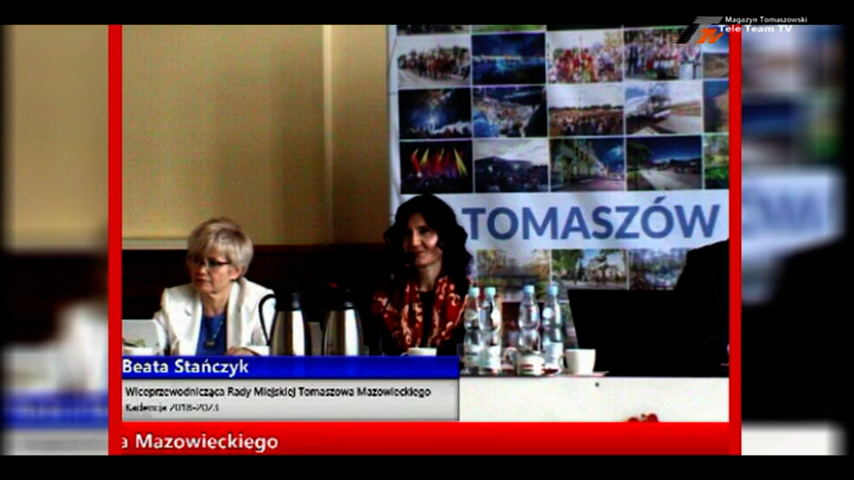 Magazyn Tomaszowski
Tele Team TV
TOMASZÓW
Beata Stańczyk
Wiceprzewodnicząca Rady Miejskiej Tomaszowa Mazowieckiego
Kadencja 2018-2023
a Mazowieckiego